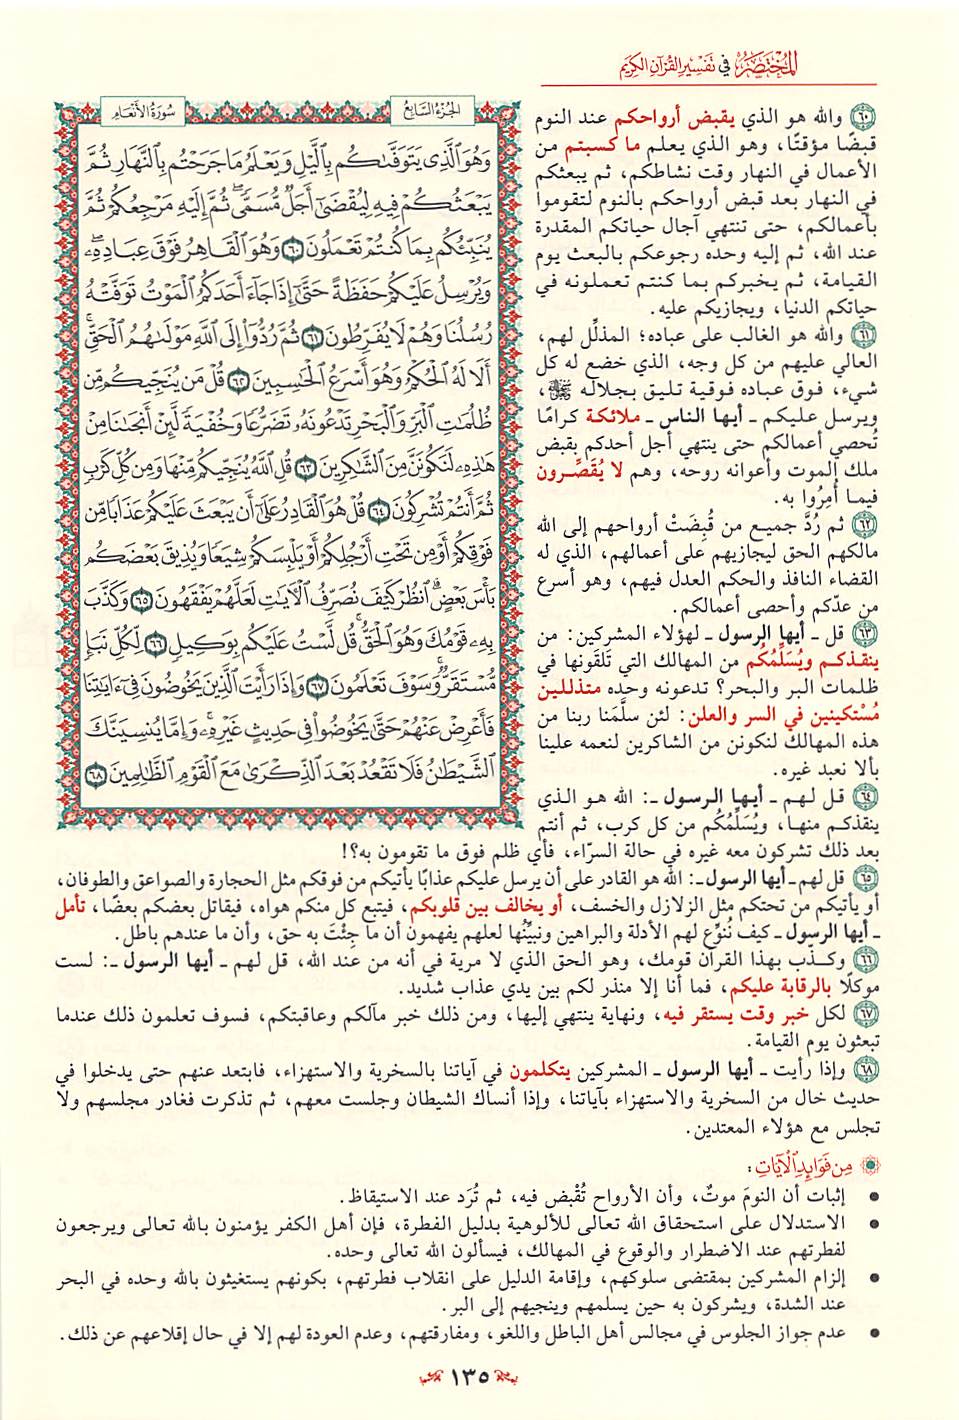 المختصر في تفسير القرآن الكريم
الجزء السابع
سورة الأنعام
وَهُوَ ٱلَّذِى يَتَوَفَّىٰكُم بِٱلَّيْلِ وَيَعْلَمُ مَا جَرَحْتُم بِٱلنَّهَارِ ثُمَّ
يَبْعَثُكُمْ فِيهِ لِيُقْضَىٰٓ أَجَلٌ مُّسَمًّى ۖ ثُمَّ إِلَيْهِ مَرْجِعُكُمْ ثُمَّ
يُنَبِّئُكُم بِمَا كُنتُمْ تَعْمَلُونَ ٦٠ وَهُوَ ٱلْقَاهِرُ فَوْقَ عِبَادِهِۦ ۖ
وَيُرْسِلُ عَلَيْكُمْ حَفَظَةً حَتَّىٰٓ إِذَا جَآءَ أَحَدَكُمُ ٱلْمَوْتُ تَوَفَّتْهُ
رُسُلُنَا وَهُمْ لَا يُفَرِّطُونَ ٦١ ثُمَّ رُدُّوٓا۟ إِلَى ٱللَّهِ مَوْلَىٰهُمُ ٱلْحَقِّ ۚ
أَلَا لَهُ ٱلْحُكْمُ وَهُوَ أَسْرَعُ ٱلْحَـٰسِبِينَ ٦٢ قُلْ مَن يُنَجِّيكُم مِّن
ظُلُمَـٰتِ ٱلْبَرِّ وَٱلْبَحْرِ تَدْعُونَهُۥ تَضَرُّعًا وَخُفْيَةً لَّئِنْ أَنجَىٰنَا مِنْ
هَـٰذِهِۦ لَنَكُونَنَّ مِنَ ٱلشَّـٰكِرِينَ ٦٣ قُلِ ٱللَّهُ يُنَجِّيكُم مِّنْهَا وَمِن كُلِّ كَرْبٍ
ثُمَّ أَنتُمْ تُشْرِكُونَ ٦٤ قُلْ هُوَ ٱلْقَادِرُ عَلَىٰٓ أَن يَبْعَثَ عَلَيْكُمْ عَذَابًا مِّن
فَوْقِكُمْ أَوْ مِن تَحْتِ أَرْجُلِكُمْ أَوْ يَلْبِسَكُمْ شِيَعًا وَيُذِيقَ بَعْضَكُم
بَأْسَ بَعْضٍ ۗ ٱنظُرْ كَيْفَ نُصَرِّفُ ٱلْـَٔايَـٰتِ لَعَلَّهُمْ يَفْقَهُونَ ٦٥ وَكَذَّبَ
بِهِۦ قَوْمُكَ وَهُوَ ٱلْحَقُّ ۚ قُل لَّسْتُ عَلَيْكُم بِوَكِيلٍ ٦٦ لِّكُلِّ نَبَإٍ
مُّسْتَقَرٌّ ۚ وَسَوْفَ تَعْلَمُونَ ٦٧ وَإِذَا رَأَيْتَ ٱلَّذِينَ يَخُوضُونَ فِىٓ ءَايَـٰتِنَا
فَأَعْرِضْ عَنْهُمْ حَتَّىٰ يَخُوضُوا۟ فِى حَدِيثٍ غَيْرِهِۦ ۚ وَإِمَّا يُنسِيَنَّكَ
ٱلشَّيْطَـٰنُ فَلَا تَقْعُدْ بَعْدَ ٱلذِّكْرَىٰ مَعَ ٱلْقَوْمِ ٱلظَّـٰلِمِينَ ٦٨
٦٠ والله هو الذي يقبض أرواحكم عند النوم
قبضًا مؤقتًا، وهو الذي يعلم ما كسبتم من
الأعمال في النهار وقت نشاطكم، ثم يبعثكم
في النهار بعد قبض أرواحكم بالنوم لتقوموا
بأعمالكم، حتى تنتهي آجال حياتكم المقدرة
عند الله، ثم إليه وحده رجوعكم بالبعث يوم
القيامة، ثم يخبركم بما كنتم تعملونه في
حياتكم الدنيا، ويجازيكم عليه.
٦١ والله هو الغالب على عباده؛ المذلِّل لهم،
العالي عليهم من كل وجه، الذي خضع له كل
شيء، فوق عباده فوقية تليق بجلاله ﷻ،
ويرسل عليكم ـ أيها الناس ـ ملائكة كرامًا
تُحصي أعمالكم حتى ينتهي أجل أحدكم بقبض
ملك الموت وأعوانه روحه، وهم لا يُقَصِّرون
فيما أُمِرُوا به.
٦٢ ثم رُدَّ جميع من قُبِضَتْ أرواحهم إلى الله
مالكهم الحق ليجازيهم على أعمالهم، الذي له
القضاء النافذ والحكم العدل فيهم، وهو أسرع
من عدّكم وأحصى أعمالكم.
٦٣ قل ـ أيها الرسول ـ لهؤلاء المشركين: من
ينقذكم ويُسَلِّمُكُم من المهالك التي تَلقَونها في
ظلمات البر والبحر؟ تدعونه وحده متذللين
مُسْتكينين في السر والعلن: لئن سلَّمَنا ربنا من
هذه المهالك لنكونن من الشاكرين لنعمه علينا
بألا نعبد غيره.
٦٤ قل لهم ـ أيها الرسول ـ: الله هو الذي
ينقذكم منها، ويُسَلِّمُكُم من كل كرب، ثم أنتم
بعد ذلك تشركون معه غيره في حالة السرّاء، فأي ظلم فوق ما تقومون به؟!
٦٥ قل لهم ـ أيها الرسول ـ: الله هو القادر على أن يرسل عليكم عذابًا يأتيكم من فوقكم مثل الحجارة والصواعق والطوفان،
أو يأتيكم من تحتكم مثل الزلازل والخسف، أو يخالف بين قلوبكم، فيتبع كل منكم هواه، فيقاتل بعضكم بعضًا، تأمل
ـ أيها الرسول ـ كيف نُنوِّع لهم الأدلة والبراهين ونبيِّنُها لعلهم يفهمون أن ما جِئْتَ به حق، وأن ما عندهم باطل.
٦٦ وكذّب بهذا القرآن قومك، وهو الحق الذي لا مرية في أنه من عند الله، قل لهم ـ أيها الرسول ـ: لست
موكلًا بالرقابة عليكم، فما أنا إلا منذر لكم بين يدي عذاب شديد.
٦٧ لكل خبر وقت يستقر فيه، ونهاية ينتهي إليها، ومن ذلك خبر مآلكم وعاقبتكم، فسوف تعلمون ذلك عندما
تبعثون يوم القيامة.
٦٨ وإذا رأيت ـ أيها الرسول ـ المشركين يتكلمون في آياتنا بالسخرية والاستهزاء، فابتعد عنهم حتى يدخلوا في
حديث خال من السخرية والاستهزاء بآياتنا، وإذا أنساك الشيطان وجلست معهم، ثم تذكرت فغادر مجلسهم ولا
تجلس مع هؤلاء المعتدين.
من فوائد الآيات:
• إثبات أن النومَ موتٌ، وأن الأرواح تُقْبض فيه، ثم تُرَد عند الاستيقاظ.
• الاستدلال على استحقاق الله تعالى للألوهية بدليل الفطرة، فإن أهل الكفر يؤمنون بالله تعالى ويرجعون
لفطرتهم عند الاضطرار والوقوع في المهالك، فيسألون الله تعالى وحده.
• إلزام المشركين بمقتضى سلوكهم، وإقامة الدليل على انقلاب فطرتهم، بكونهم يستغيثون بالله وحده في البحر
عند الشدة، ويشركون به حين يسلمهم وينجيهم إلى البر.
• عدم جواز الجلوس في مجالس أهل الباطل واللغو، ومفارقتهم، وعدم العودة لهم إلا في حال إقلاعهم عن ذلك.
١٣٥